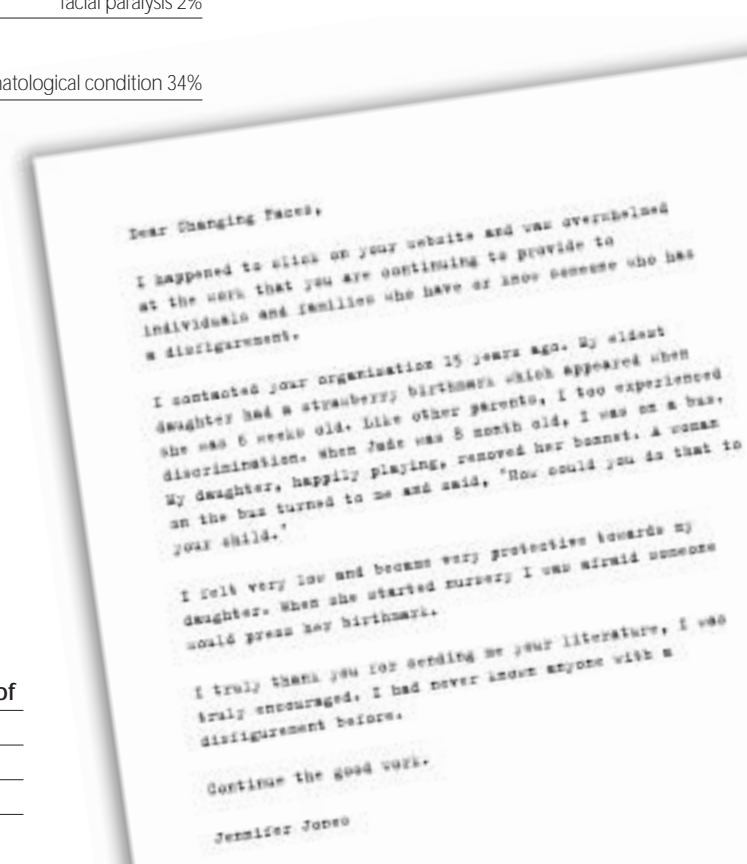 facial paralysis 2%
matological condition 34%
Dear Changing Faces,
I happened to click on your website and was overwhelmed
at the work that you are continuing to provide to
individuals and families who have or know someone who has
a disfigurement.
I contacted your organisation 15 years ago. My eldest
daughter had a strawberry birthmark which appeared when
she was 6 weeks old. Like other parents, I too experienced
discrimination. When Jade was 8 month old, I was on a bus.
My daughter, happily playing, removed her bonnet. A woman
on the bus turned to me and said, "How could you do that to
your child."
I felt very low and became very protective towards my
daughter. When she started nursery I was afraid someone
would press her birthmark.
I truly thank you for sending me your literature, I was
truly encouraged. I had never known anyone with a
disfigurement before.
Continue the good work.
Jennifer Jones
of